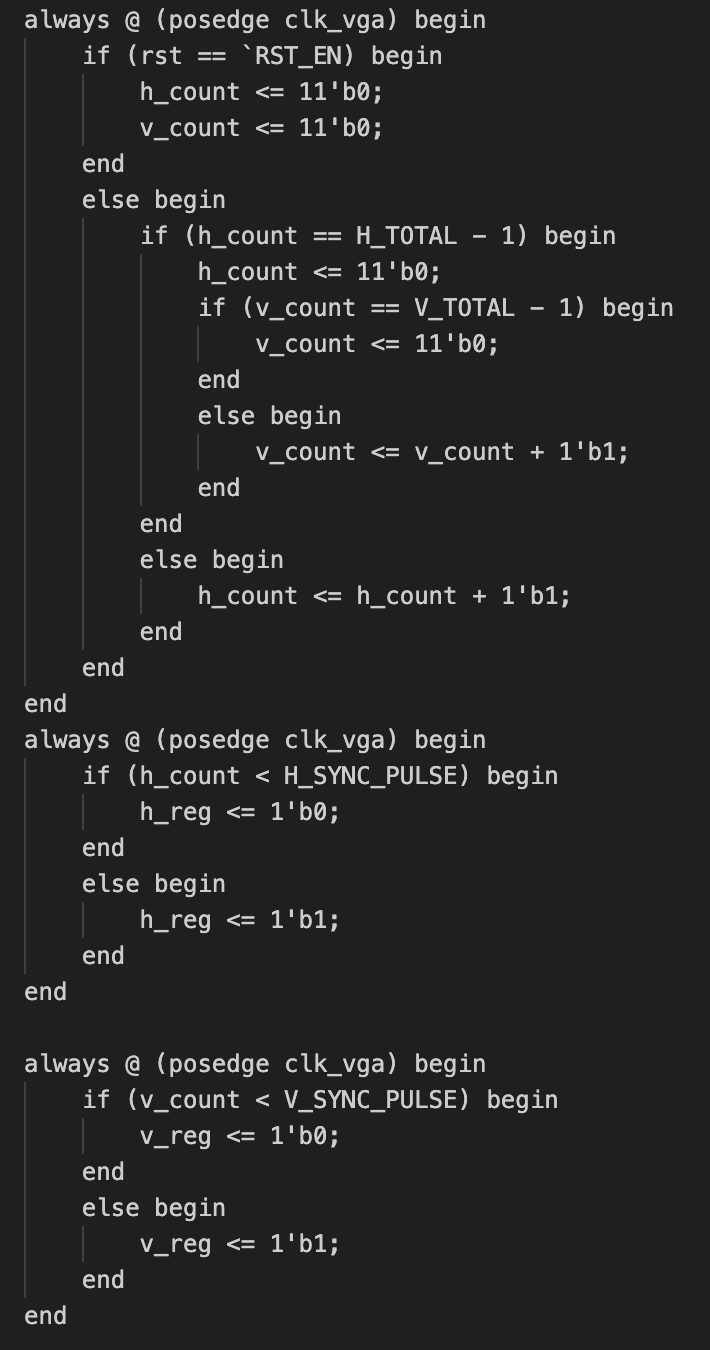 always @ (posedge clk_vga) begin
    if (rst == `RST_EN) begin
        h_count <= 11'b0;
        v_count <= 11'b0;
    end
    else begin
        if (h_count == H_TOTAL - 1) begin
            h_count <= 11'b0;
            if (v_count == V_TOTAL - 1) begin
                v_count <= 11'b0;
            end
            else begin
                v_count <= v_count + 1'b1;
            end
        end
        else begin
            h_count <= h_count + 1'b1;
        end
    end
end
always @ (posedge clk_vga) begin
    if (h_count < H_SYNC_PULSE) begin
        h_reg <= 1'b0;
    end
    else begin
        h_reg <= 1'b1;
    end
end

always @ (posedge clk_vga) begin
    if (v_count < V_SYNC_PULSE) begin
        v_reg <= 1'b0;
    end
    else begin
        v_reg <= 1'b1;
    end
end